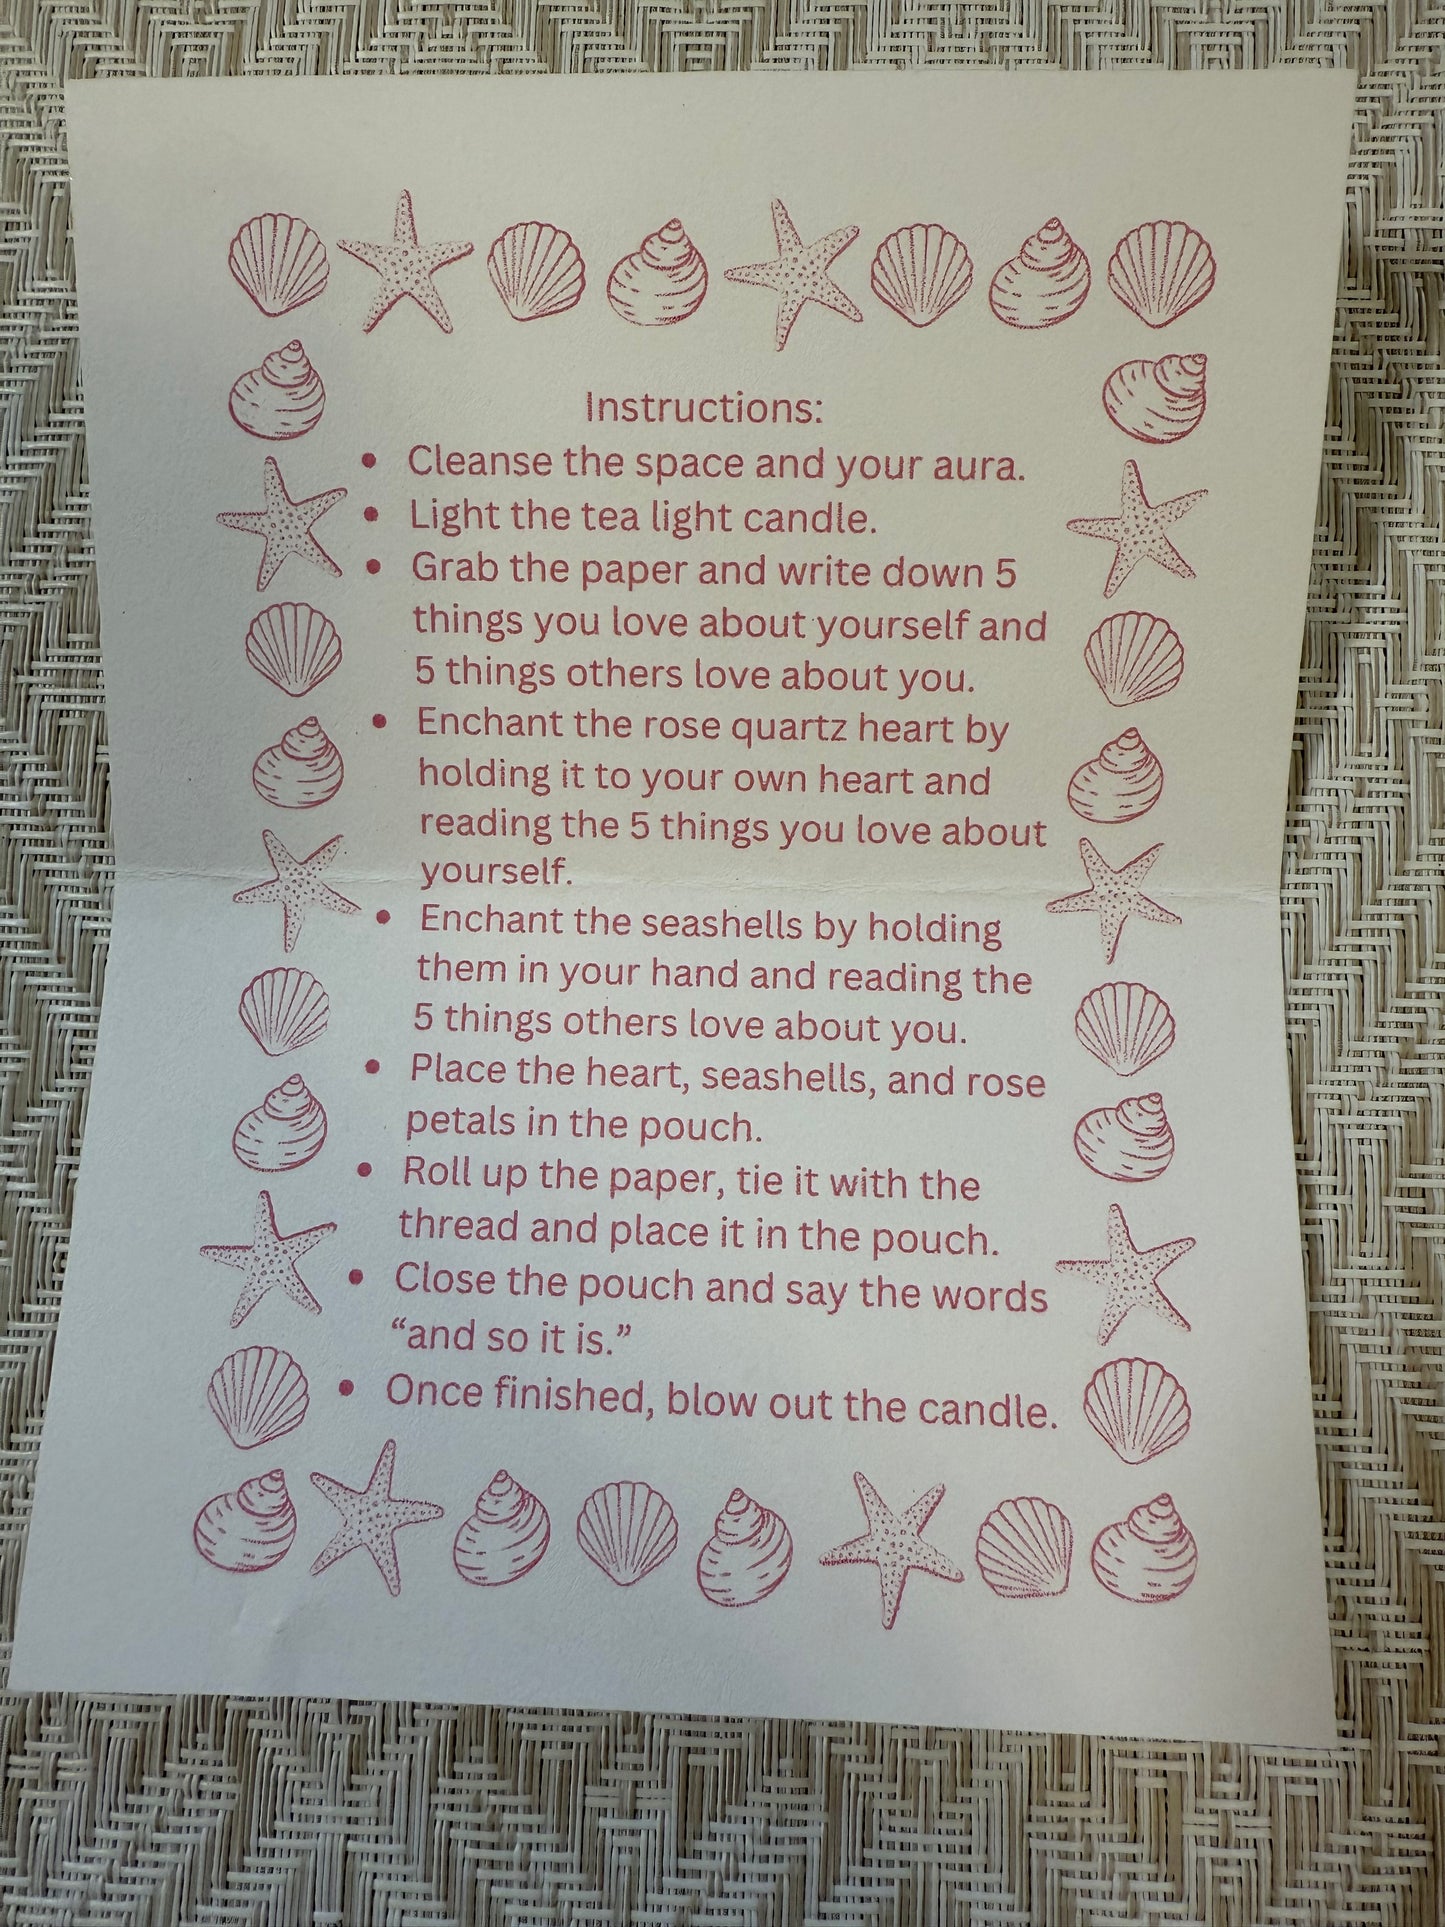 Instructions:
• Cleanse the space and your aura.
• Light the tea light candle.
• Grab the paper and write down 5
things you love about yourself and
5 things others love about you.
• Enchant the rose quartz heart by
holding it to your own heart and
reading the 5 things you love about
yourself.
• Enchant the seashells by holding
them in your hand and reading the
5 things others love about you.
• Place the heart, seashells, and rose
petals in the pouch.
• Roll up the paper, tie it with the
thread and place it in the pouch.
• Close the pouch and say the words
“and so it is.”
• Once finished, blow out the candle.